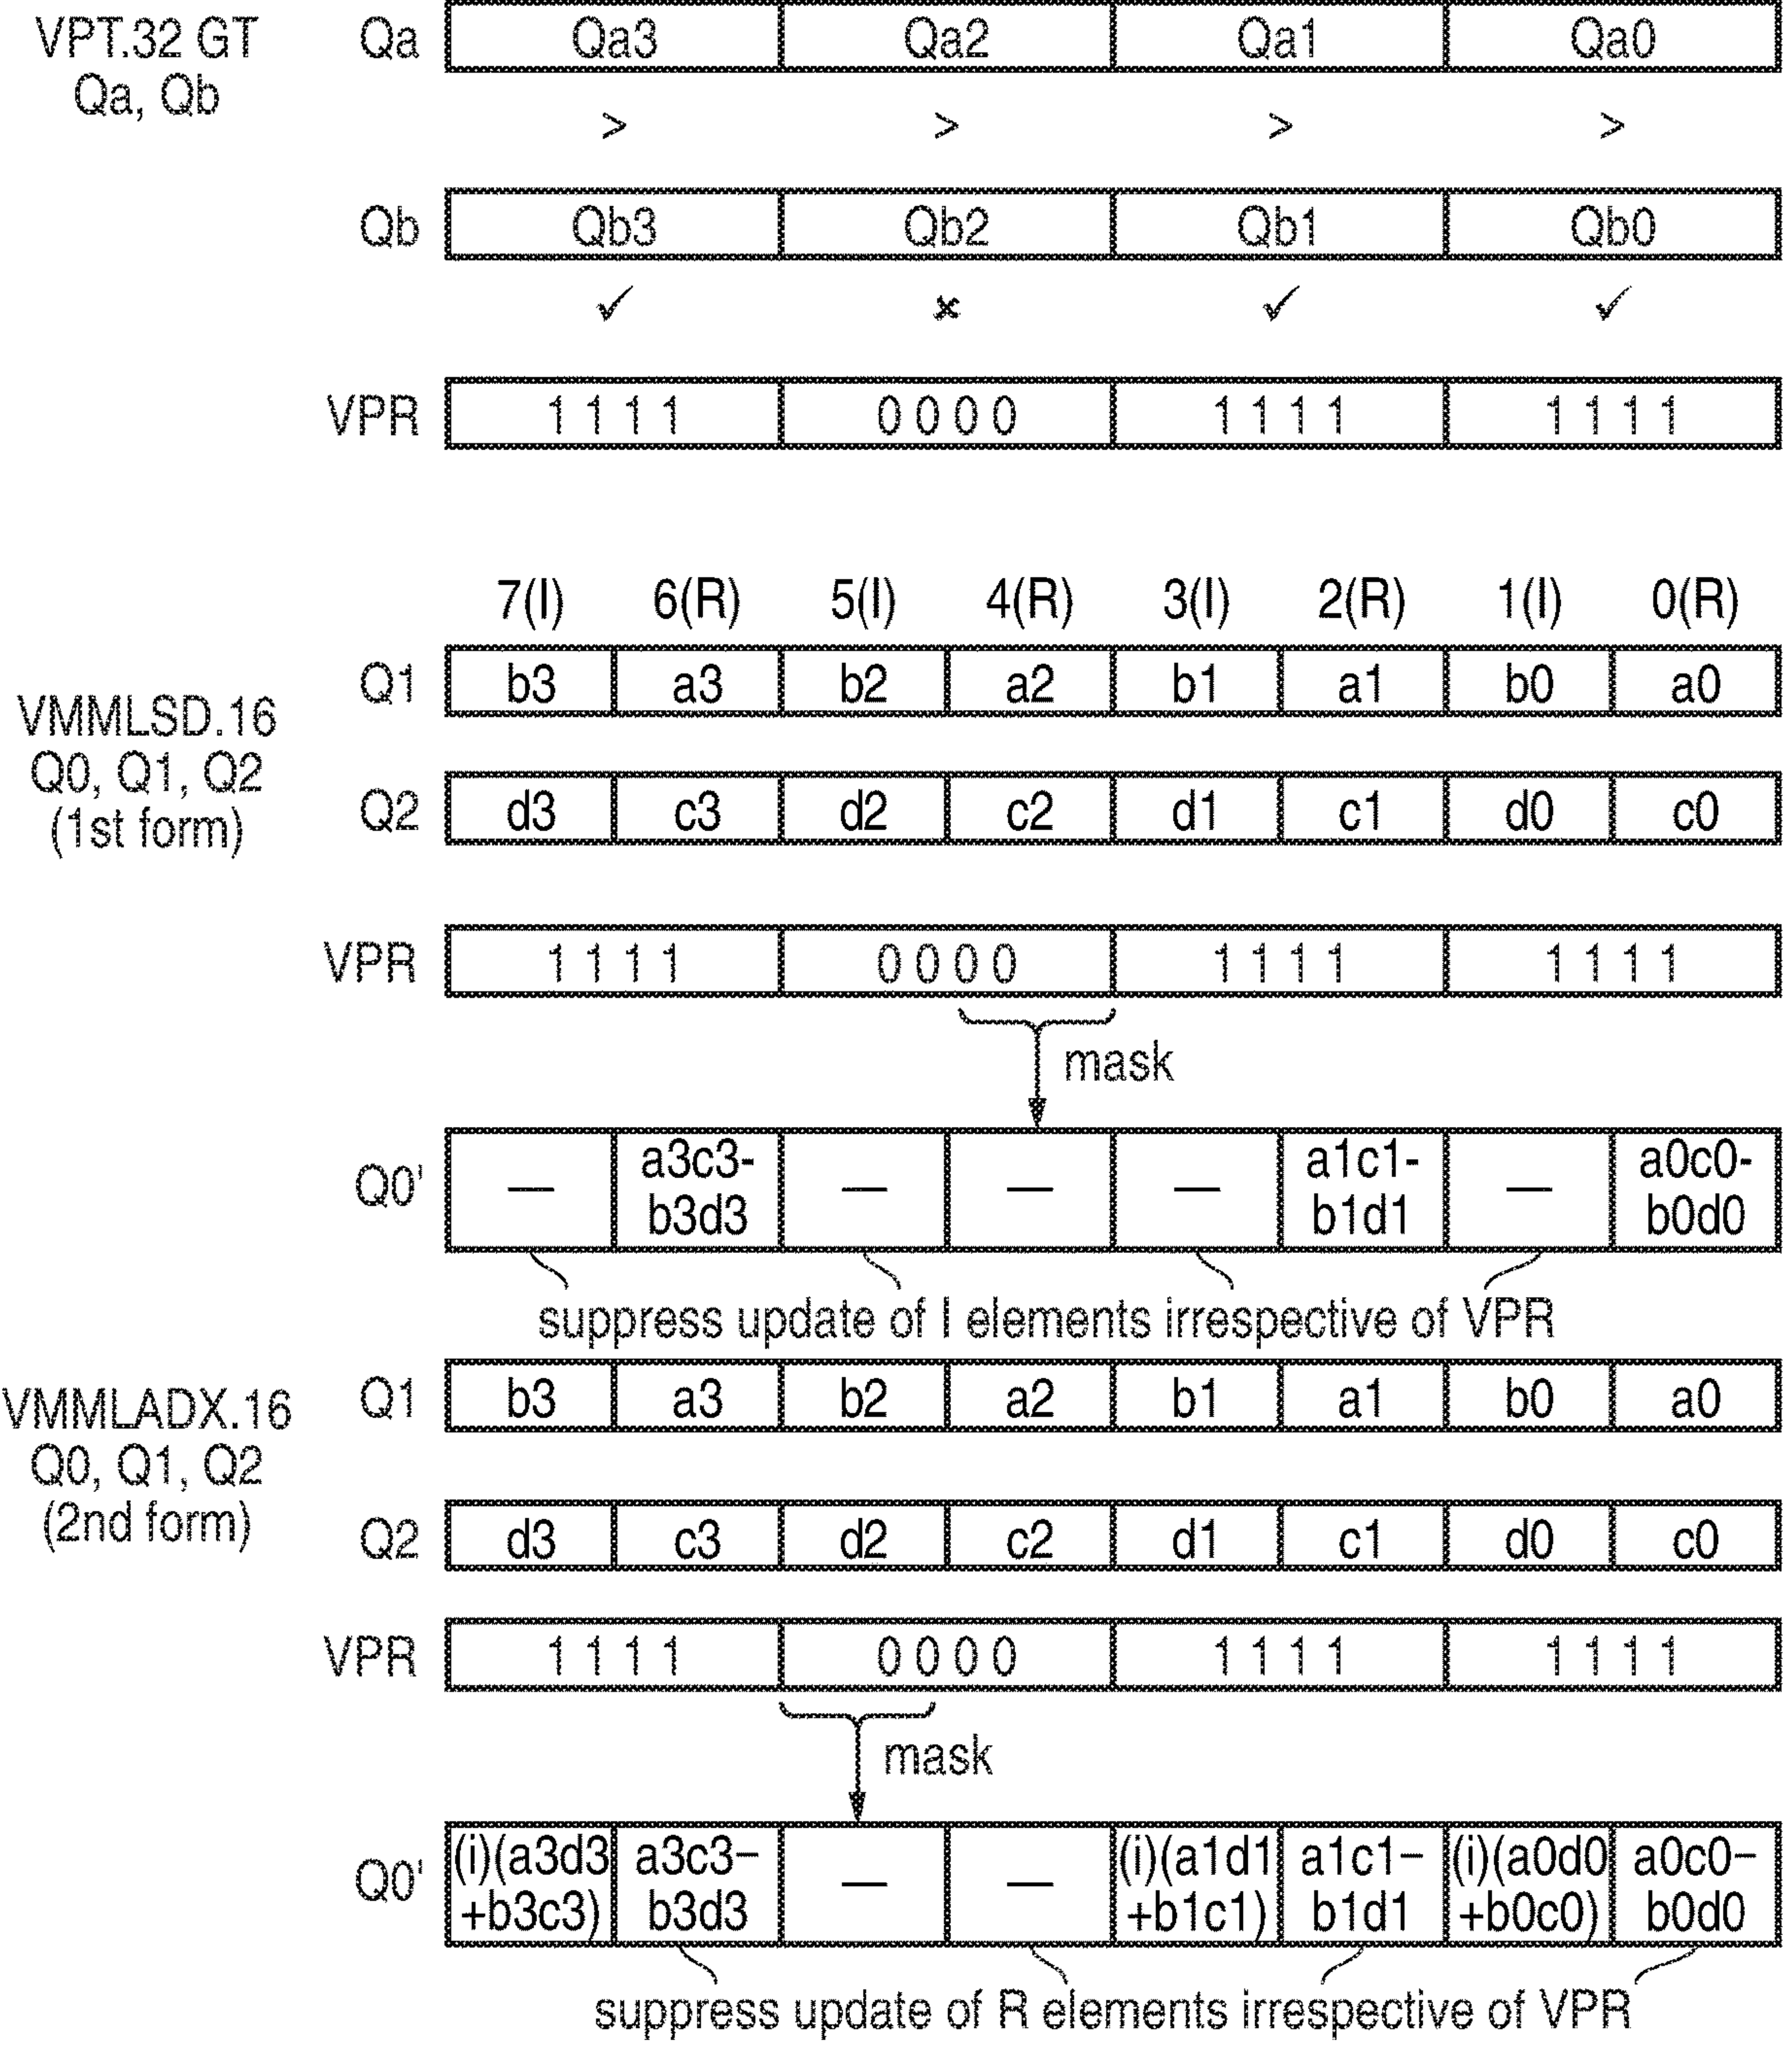 VPT.32 GT
Qa, Qb
Qa Qa3 Qa2 Qa1 Qa0
> > > >
Qb Qb3 Qb2 Qb1 Qb0
✓ × ✓ ✓
VPR 1 1 1 1 0 0 0 0 1 1 1 1 1 1 1 1
7(I) 6(R) 5(I) 4(R) 3(I) 2(R) 1(I) 0(R)
VMMLSD.16
Q0, Q1, Q2
(1st form)
Q1 b3 a3 b2 a2 b1 a1 b0 a0
Q2 d3 c3 d2 c2 d1 c1 d0 c0
VPR 1 1 1 1 0 0 0 0 1 1 1 1 1 1 1 1
mask
Q0' — a3c3- — — — a1c1- — a0c0-
b3d3 b1d1 b0d0
suppress update of I elements irrespective of VPR
VMMLADX.16
Q0, Q1, Q2
(2nd form)
Q1 b3 a3 b2 a2 b1 a1 b0 a0
Q2 d3 c3 d2 c2 d1 c1 d0 c0
VPR 1 1 1 1 0 0 0 0 1 1 1 1 1 1 1 1
mask
Q0' (i)(a3d3 a3c3– — — (i)(a1d1 a1c1– (i)(a0d0 a0c0–
+b3c3) b3d3 +b1c1) b1d1 +b0c0) b0d0
suppress update of R elements irrespective of VPR